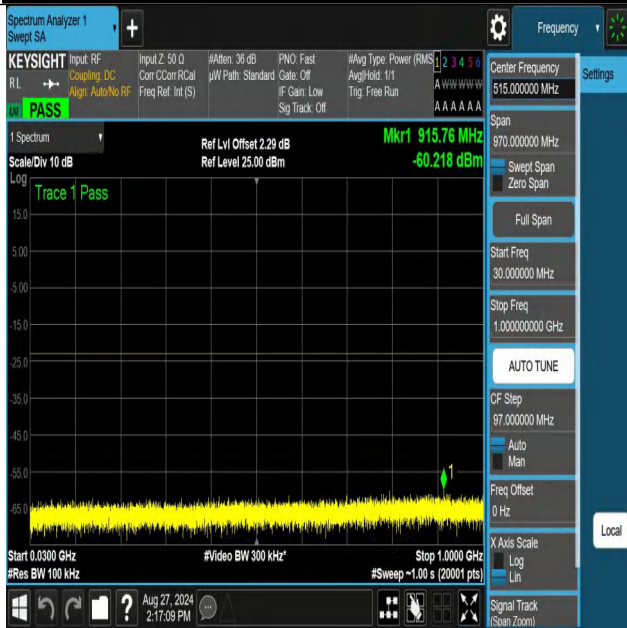 Spectrum Analyzer 1
Swept SA
+
Frequency
KEYSIGHT
RL
PASS
Input: RF
Coupling: DC
Align: Auto/No RF
Input Z: 50 Ω
Corr CCorr RCal
Freq Ref: Int (S)
#Atten: 36 dB
µW Path: Standard
PNO: Fast
Gate: Off
IF Gain: Low
Sig Track: Off
#Avg Type: Power (RMS
Avg|Hold: 1/1
Trig: Free Run
1 2 3 4 5 6
A W W W W W
A A A A A A
Settings
1 Spectrum
Scale/Div 10 dB
Ref Lvl Offset 2.29 dB
Ref Level 25.00 dBm
Mkr1 915.76 MHz
-60.218 dBm
Log
Trace 1 Pass
15.0
5.00
-5.00
-15.0
-25.0
-35.0
-45.0
-55.0
-65.0
1
Start 0.0300 GHz
#Res BW 100 kHz
#Video BW 300 kHz*
Stop 1.0000 GHz
#Sweep ~1.00 s (20001 pts)
Center Frequency
515.000000 MHz
Span
970.000000 MHz
Swept Span
Zero Span
Full Span
Start Freq
30.000000 MHz
Stop Freq
1.000000000 GHz
AUTO TUNE
CF Step
97.000000 MHz
Auto
Man
Freq Offset
0 Hz
X Axis Scale
Log
Lin
Signal Track
(Span Zoom)
Local
?
Aug 27, 2024
2:17:09 PM